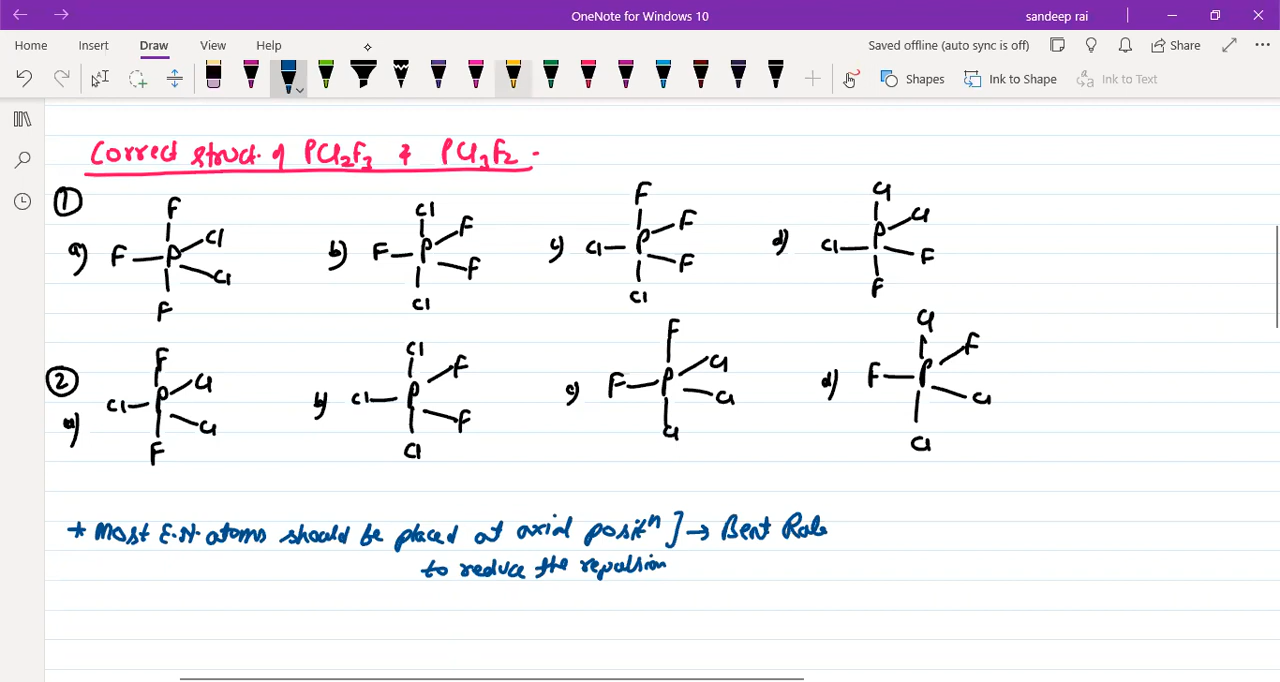 OneNote for Windows 10
sandeep rai
Home Insert Draw View Help
Saved offline (auto sync is off)
Share
Shapes
Ink to Shape
Ink to Text
Correct struct. of PCl2F3 & PCl3F2 -
①
F Cl F Cl
a) F P Cl Cl
F
b) F P F F
Cl
c) Cl P F F
Cl
d) Cl P Cl F
F
②
F Cl F Cl
a) Cl P Cl Cl
F
b) Cl P F F
Cl
c) F P Cl Cl
Cl
d) F P F Cl
Cl
* Most E.N. atoms should be placed at axial positn ] → Bent Rule
to reduce the repulsion